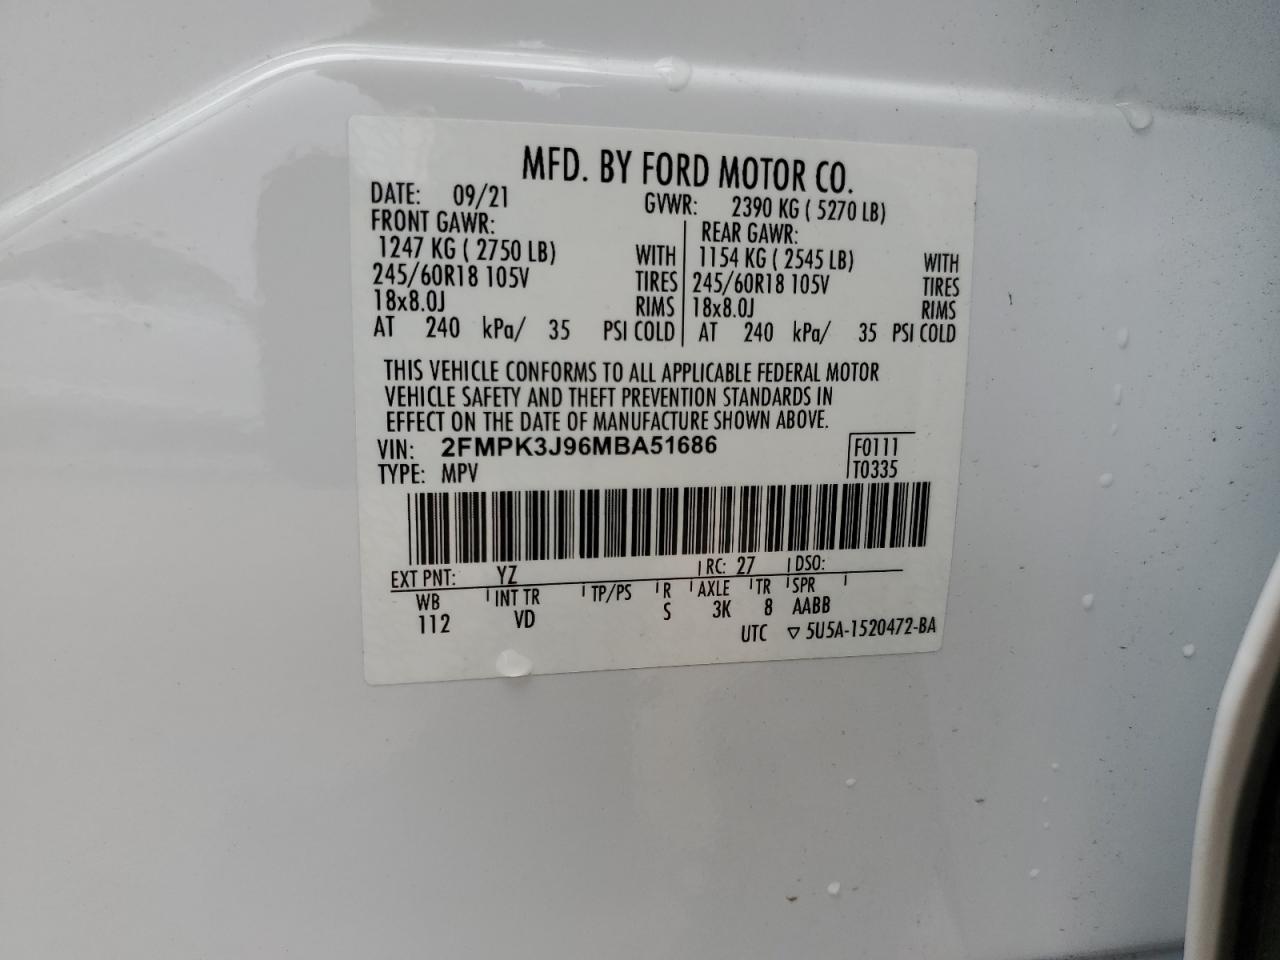 MFD. BY FORD MOTOR CO.
DATE: 09/21 GVWR: 2390 KG ( 5270 LB)
FRONT GAWR: REAR GAWR:
1247 KG ( 2750 LB) WITH 1154 KG ( 2545 LB) WITH
245/60R18 105V TIRES 245/60R18 105V TIRES
18x8.0J RIMS 18x8.0J RIMS
AT 240 kPa/ 35 PSI COLD AT 240 kPa/ 35 PSI COLD
THIS VEHICLE CONFORMS TO ALL APPLICABLE FEDERAL MOTOR
VEHICLE SAFETY AND THEFT PREVENTION STANDARDS IN
EFFECT ON THE DATE OF MANUFACTURE SHOWN ABOVE.
VIN: 2FMPK3J96MBA51686 F0111
TYPE: MPV T0335
EXT PNT: YZ RC: 27 DSO:
WB INT TR TP/PS R AXLE TR SPR
112 VD S 3K 8 AABB
UTC ▽ 5U5A-1520472-BA